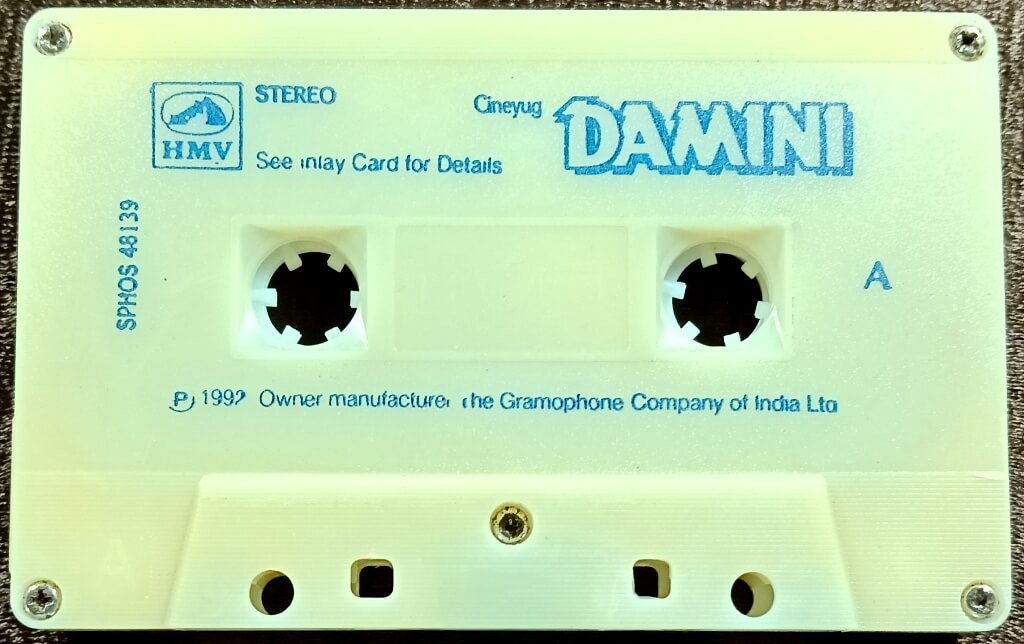 HMV
STEREO
See inlay Card for Details
Cineyug
DAMINI
SPHOS 48139
A
℗ 1992 Owner manufacturer the Gramophone Company of India Ltd
A